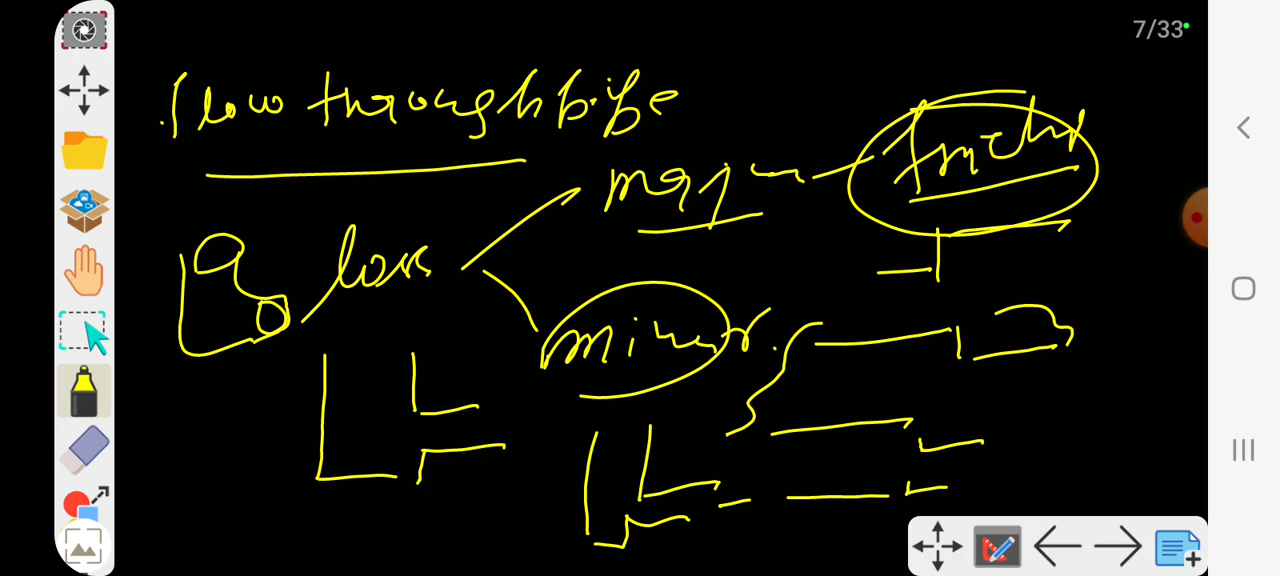 7/33
flow through pipe
major friction
loss
minor.